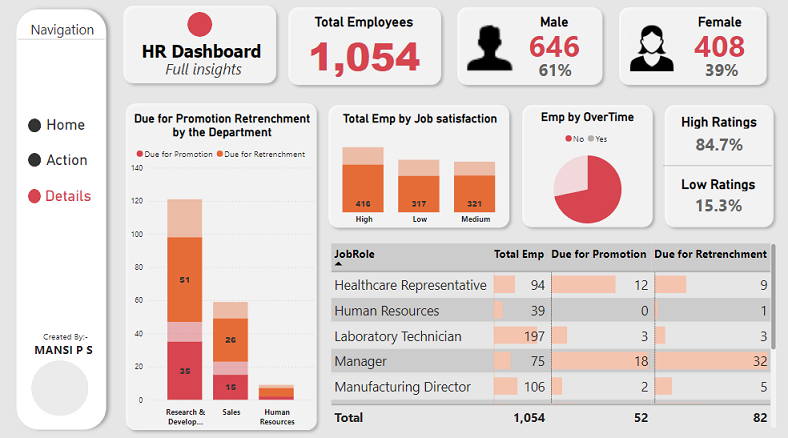 Navigation
Home
Action
Details
Created By:-
MANSI P S
HR Dashboard
Full insights
Total Employees
1,054
Male
646
61%
Female
408
39%
Due for Promotion Retrenchment
by the Department
Due for Promotion Due for Retrenchment
140
120
100
80
60
40
20
0
51
35
26
15
Research &
Develop...
Sales
Human
Resources
Total Emp by Job satisfaction
416 317 321
High Low Medium
Emp by OverTime
No Yes
High Ratings
84.7%
Low Ratings
15.3%
JobRole Total Emp Due for Promotion Due for Retrenchment
Healthcare Representative 94 12 9
Human Resources 39 0 1
Laboratory Technician 197 3 3
Manager 75 18 32
Manufacturing Director 106 2 5
Total 1,054 52 82